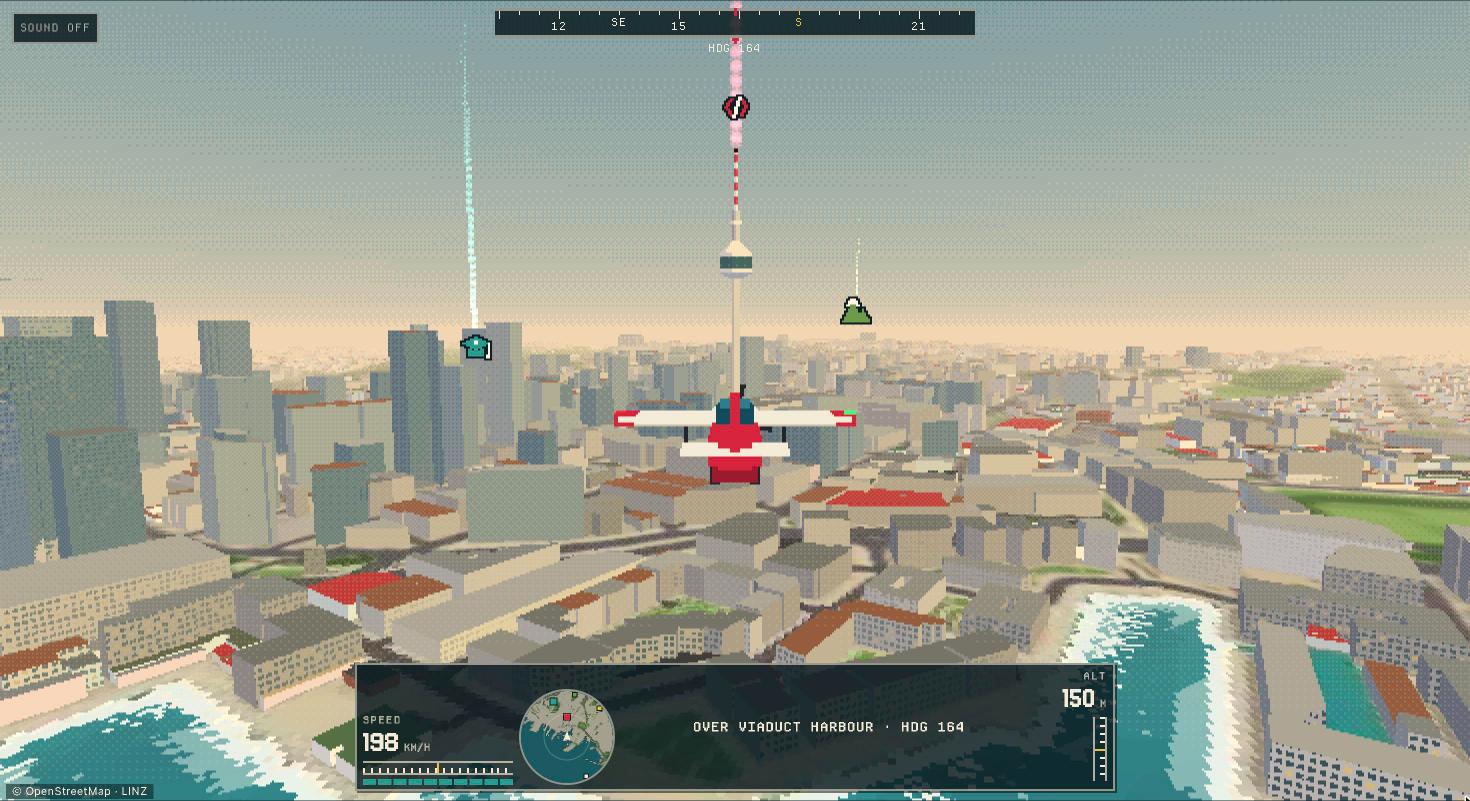 SOUND OFF
12 SE 15 S 21
HDG 164
SPEED
198 KM/H
OVER VIADUCT HARBOUR · HDG 164
ALT
150 M
© OpenStreetMap · LINZ